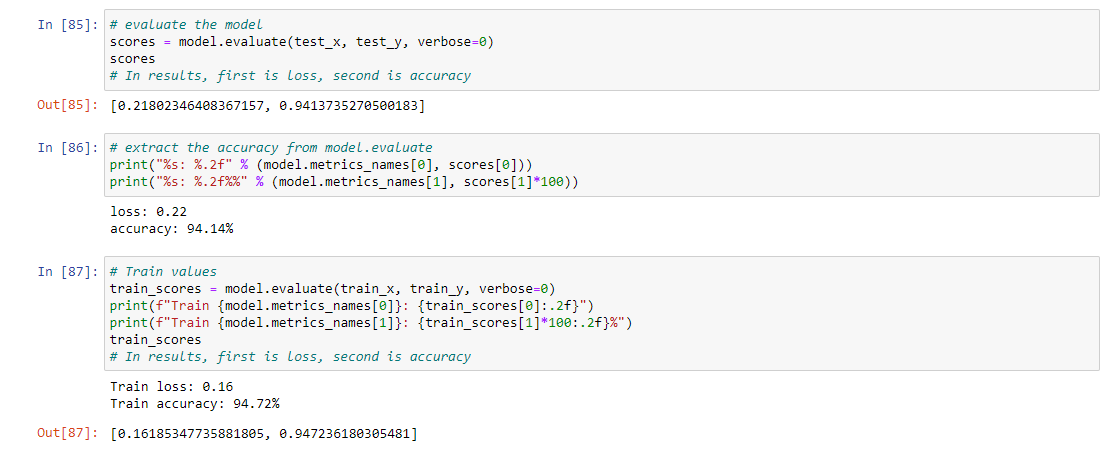 In [85]: # evaluate the model
scores = model.evaluate(test_x, test_y, verbose=0)
scores
# In results, first is loss, second is accuracy
Out[85]: [0.21802346408367157, 0.9413735270500183]
In [86]: # extract the accuracy from model.evaluate
print("%s: %.2f" % (model.metrics_names[0], scores[0]))
print("%s: %.2f%%" % (model.metrics_names[1], scores[1]*100))
loss: 0.22
accuracy: 94.14%
In [87]: # Train values
train_scores = model.evaluate(train_x, train_y, verbose=0)
print(f"Train {model.metrics_names[0]}: {train_scores[0]:.2f}")
print(f"Train {model.metrics_names[1]}: {train_scores[1]*100:.2f}%")
train_scores
# In results, first is loss, second is accuracy
Train loss: 0.16
Train accuracy: 94.72%
Out[87]: [0.16185347735881805, 0.947236180305481]